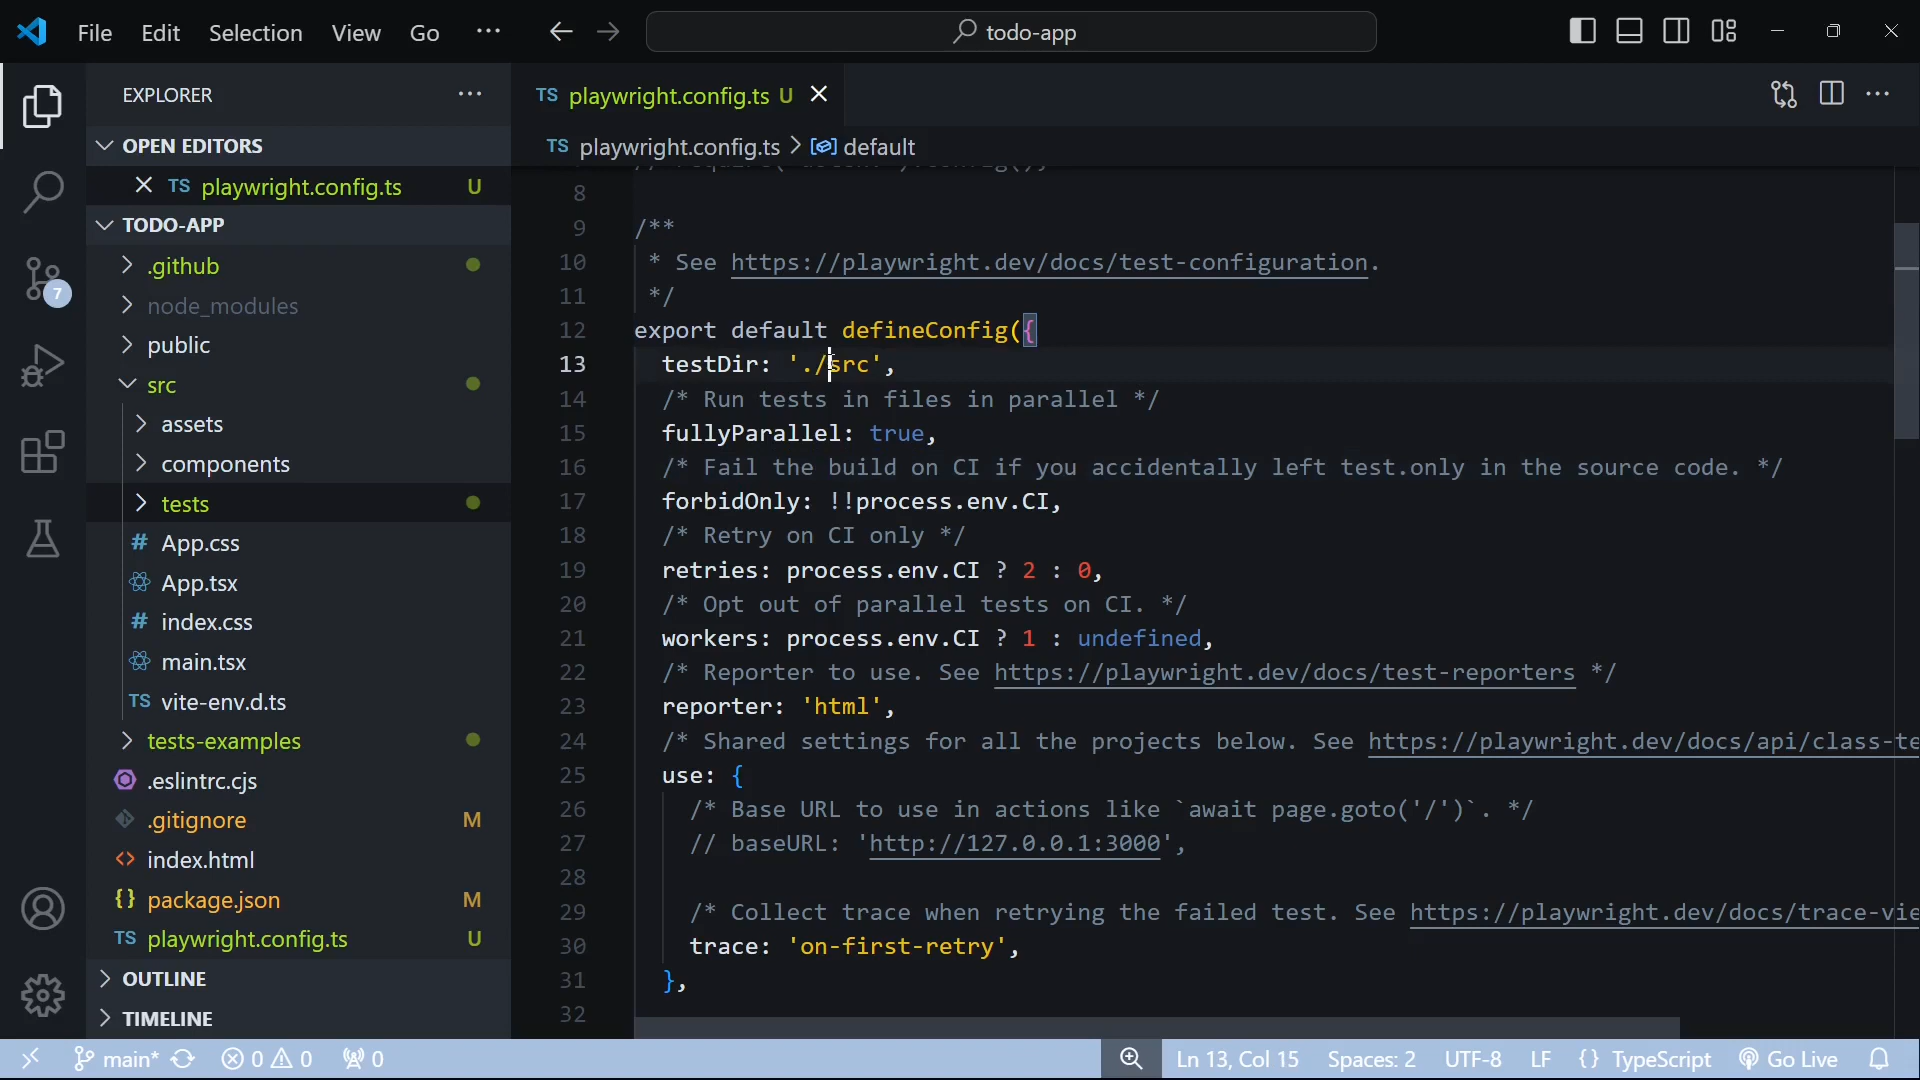 File Edit Selection View Go ··· todo-app
EXPLORER ···
OPEN EDITORS
TS playwright.config.ts U
TODO-APP
.github
node_modules
public
src
assets
components
tests
# App.css
App.tsx
# index.css
main.tsx
TS vite-env.d.ts
tests-examples
.eslintrc.cjs
.gitignore M
<> index.html
{} package.json M
TS playwright.config.ts U
OUTLINE
TIMELINE
7
TS playwright.config.ts U
TS playwright.config.ts > default
8
9 /**
10 * See https://playwright.dev/docs/test-configuration.
11 */
12 export default defineConfig({
13 testDir: './src',
14 /* Run tests in files in parallel */
15 fullyParallel: true,
16 /* Fail the build on CI if you accidentally left test.only in the source code. */
17 forbidOnly: !!process.env.CI,
18 /* Retry on CI only */
19 retries: process.env.CI ? 2 : 0,
20 /* Opt out of parallel tests on CI. */
21 workers: process.env.CI ? 1 : undefined,
22 /* Reporter to use. See https://playwright.dev/docs/test-reporters */
23 reporter: 'html',
24 /* Shared settings for all the projects below. See https://playwright.dev/docs/api/class-te
25 use: {
26 /* Base URL to use in actions like `await page.goto('/')`. */
27 // baseURL: 'http://127.0.0.1:3000',
28
29 /* Collect trace when retrying the failed test. See https://playwright.dev/docs/trace-vie
30 trace: 'on-first-retry',
31 },
32
main* 0 0 0 Ln 13, Col 15 Spaces: 2 UTF-8 LF {} TypeScript Go Live